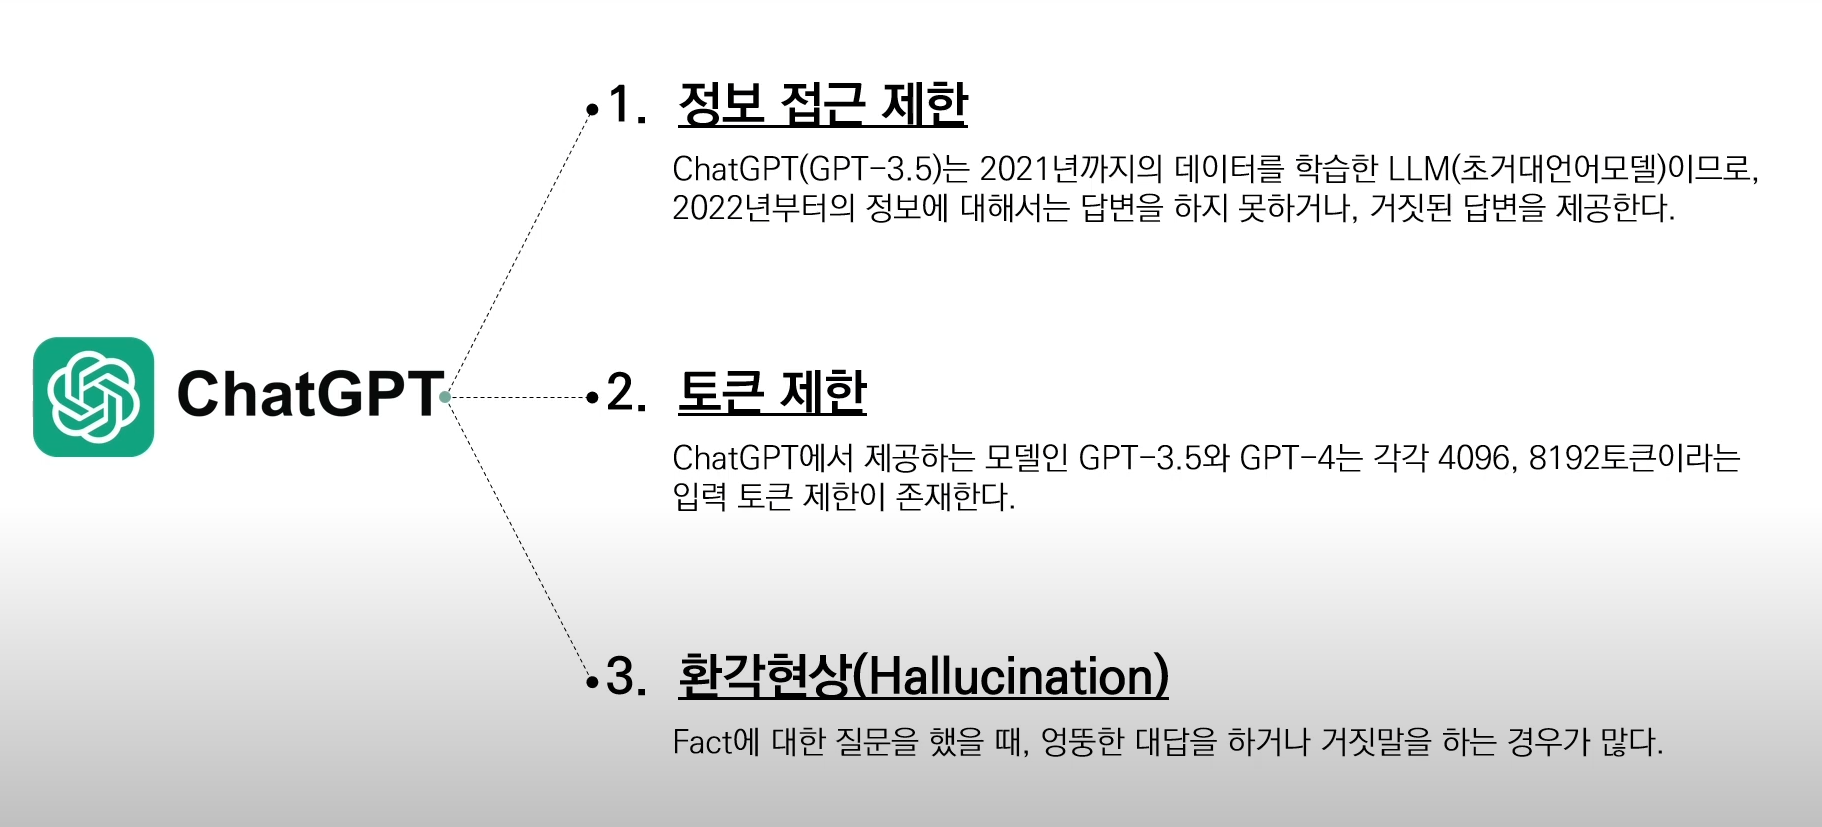 1. 정보 접근 제한
ChatGPT(GPT-3.5)는 2021년까지의 데이터를 학습한 LLM(초거대언어모델)이므로,
2022년부터의 정보에 대해서는 답변을 하지 못하거나, 거짓된 답변을 제공한다.
ChatGPT
2. 토큰 제한
ChatGPT에서 제공하는 모델인 GPT-3.5와 GPT-4는 각각 4096, 8192토큰이라는
입력 토큰 제한이 존재한다.
3. 환각현상(Hallucination)
Fact에 대한 질문을 했을 때, 엉뚱한 대답을 하거나 거짓말을 하는 경우가 많다.